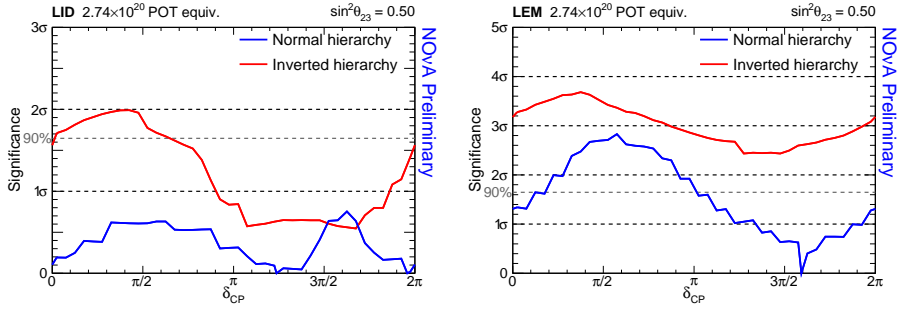 LID 2.74×10²⁰ POT equiv. sin²θ₂₃ = 0.50
3σ
2σ
90%
1σ
0
Significance
Normal hierarchy
Inverted hierarchy
NOvA Preliminary
0 π/2 π 3π/2 2π
δCP
LEM 2.74×10²⁰ POT equiv. sin²θ₂₃ = 0.50
5σ
4σ
3σ
2σ
90%
1σ
0
Significance
Normal hierarchy
Inverted hierarchy
NOvA Preliminary
0 π/2 π 3π/2 2π
δCP